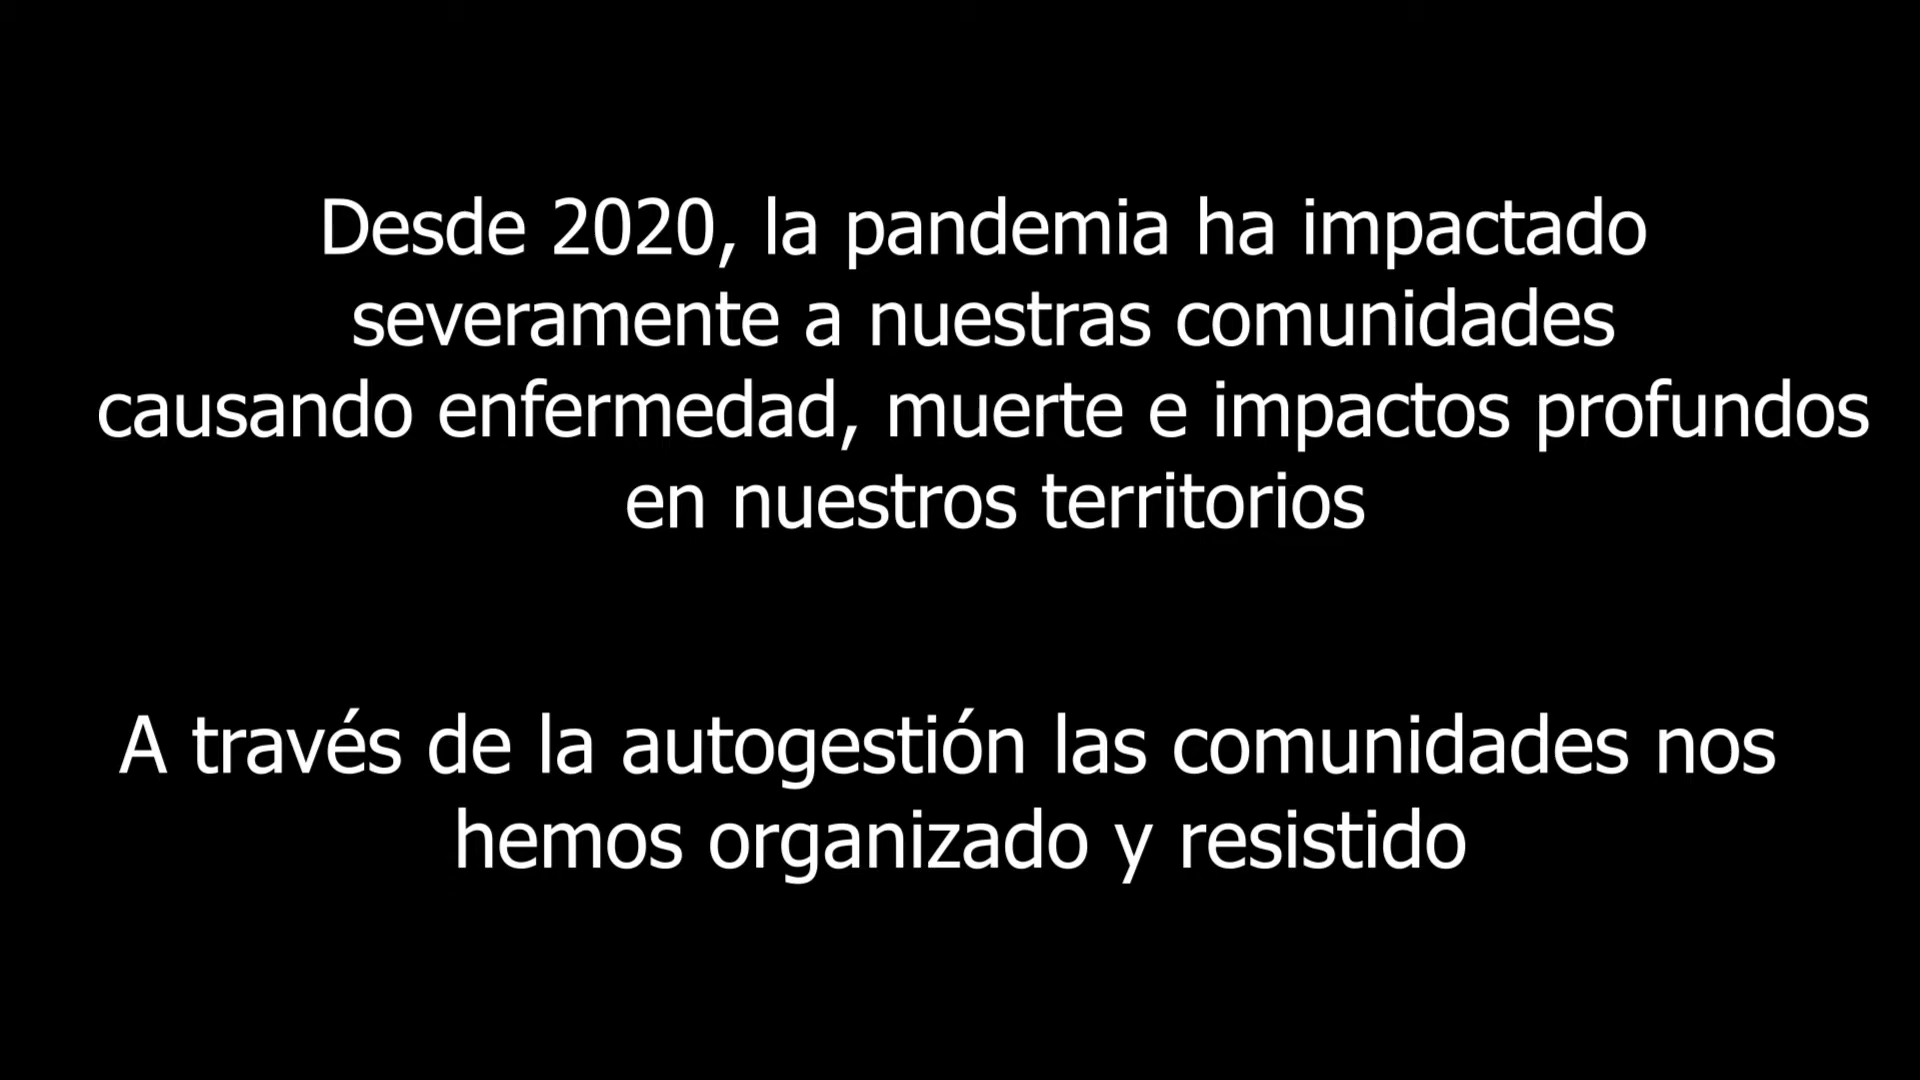 Desde 2020, la pandemia ha impactado
severamente a nuestras comunidades
causando enfermedad, muerte e impactos profundos
en nuestros territorios
A través de la autogestión las comunidades nos
hemos organizado y resistido